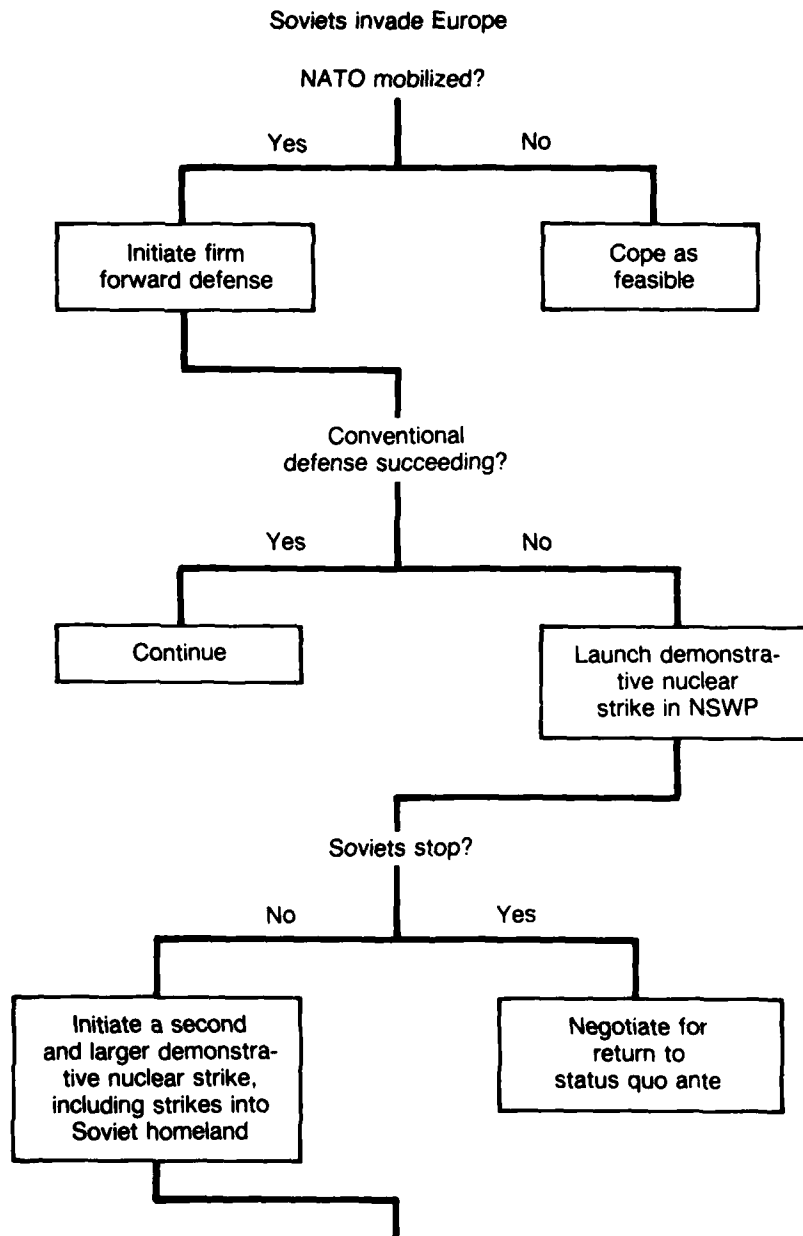 Soviets invade Europe
NATO mobilized?
Yes
No
Initiate firm
forward defense
Cope as
feasible
Conventional
defense succeeding?
Yes
No
Continue
Launch demonstra-
tive nuclear
strike in NSWP
Soviets stop?
No
Yes
Initiate a second
and larger demonstra-
tive nuclear strike,
including strikes into
Soviet homeland
Negotiate for
return to
status quo ante